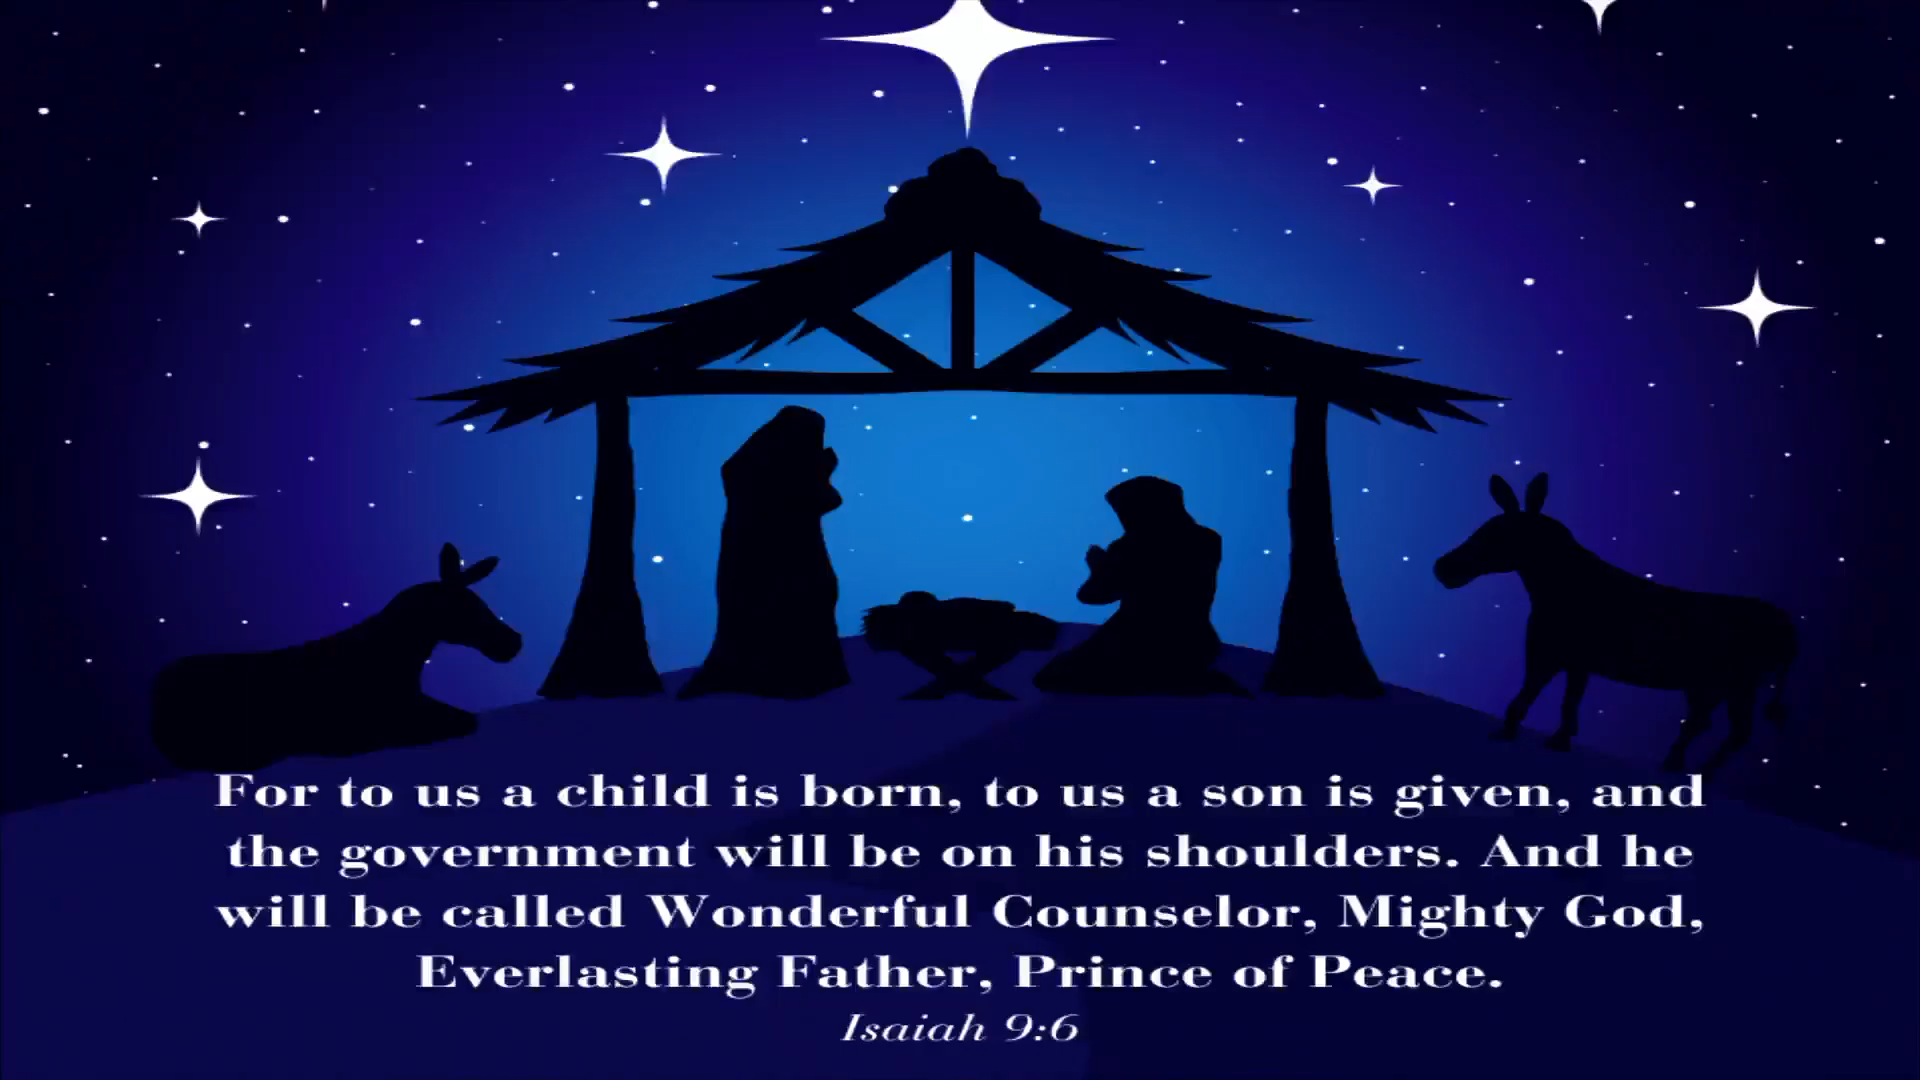 For to us a child is born, to us a son is given, and
the government will be on his shoulders. And he
will be called Wonderful Counselor, Mighty God,
Everlasting Father, Prince of Peace.
Isaiah 9:6